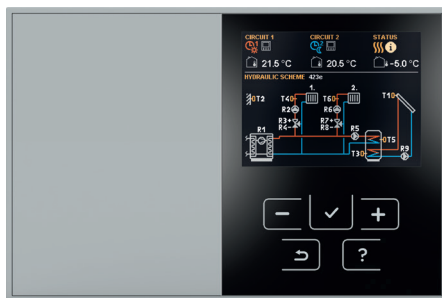 CIRCUIT 1 CIRCUIT 2 STATUS
21.5 °C 20.5 °C -5.0 °C
HYDRAULIC SCHEME 423e
1. 2.
T2 T4 T6 T1
R2 R6
R3+ R7+
R4- R8-
R5
R1 T5
T3 R9
− ✓ +
?